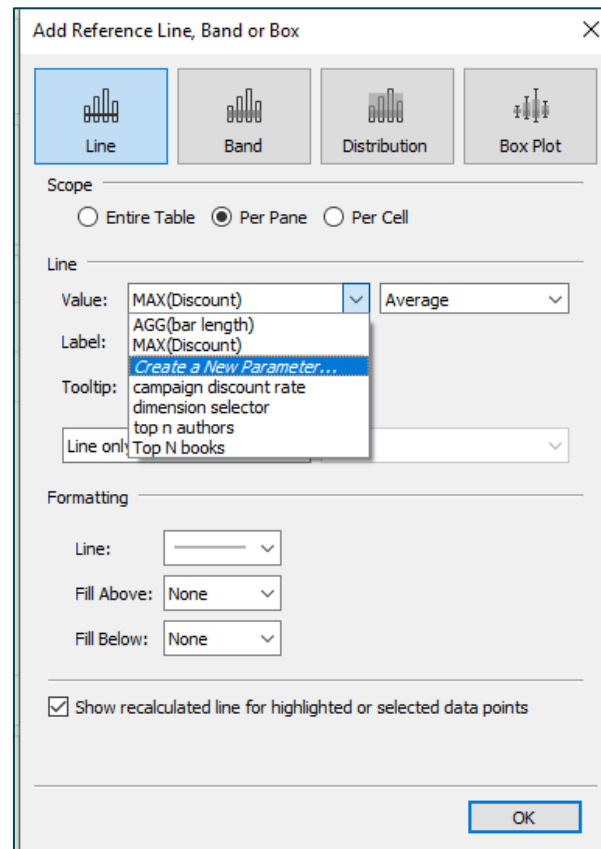 Add Reference Line, Band or Box
Line Band Distribution Box Plot
Scope
Entire Table Per Pane Per Cell
Line
Value: MAX(Discount) Average
AGG(bar length)
Label: MAX(Discount)
Create a New Parameter...
Tooltip: campaign discount rate
dimension selector
top n authors
Line only Top N books
Formatting
Line:
Fill Above: None
Fill Below: None
Show recalculated line for highlighted or selected data points
OK